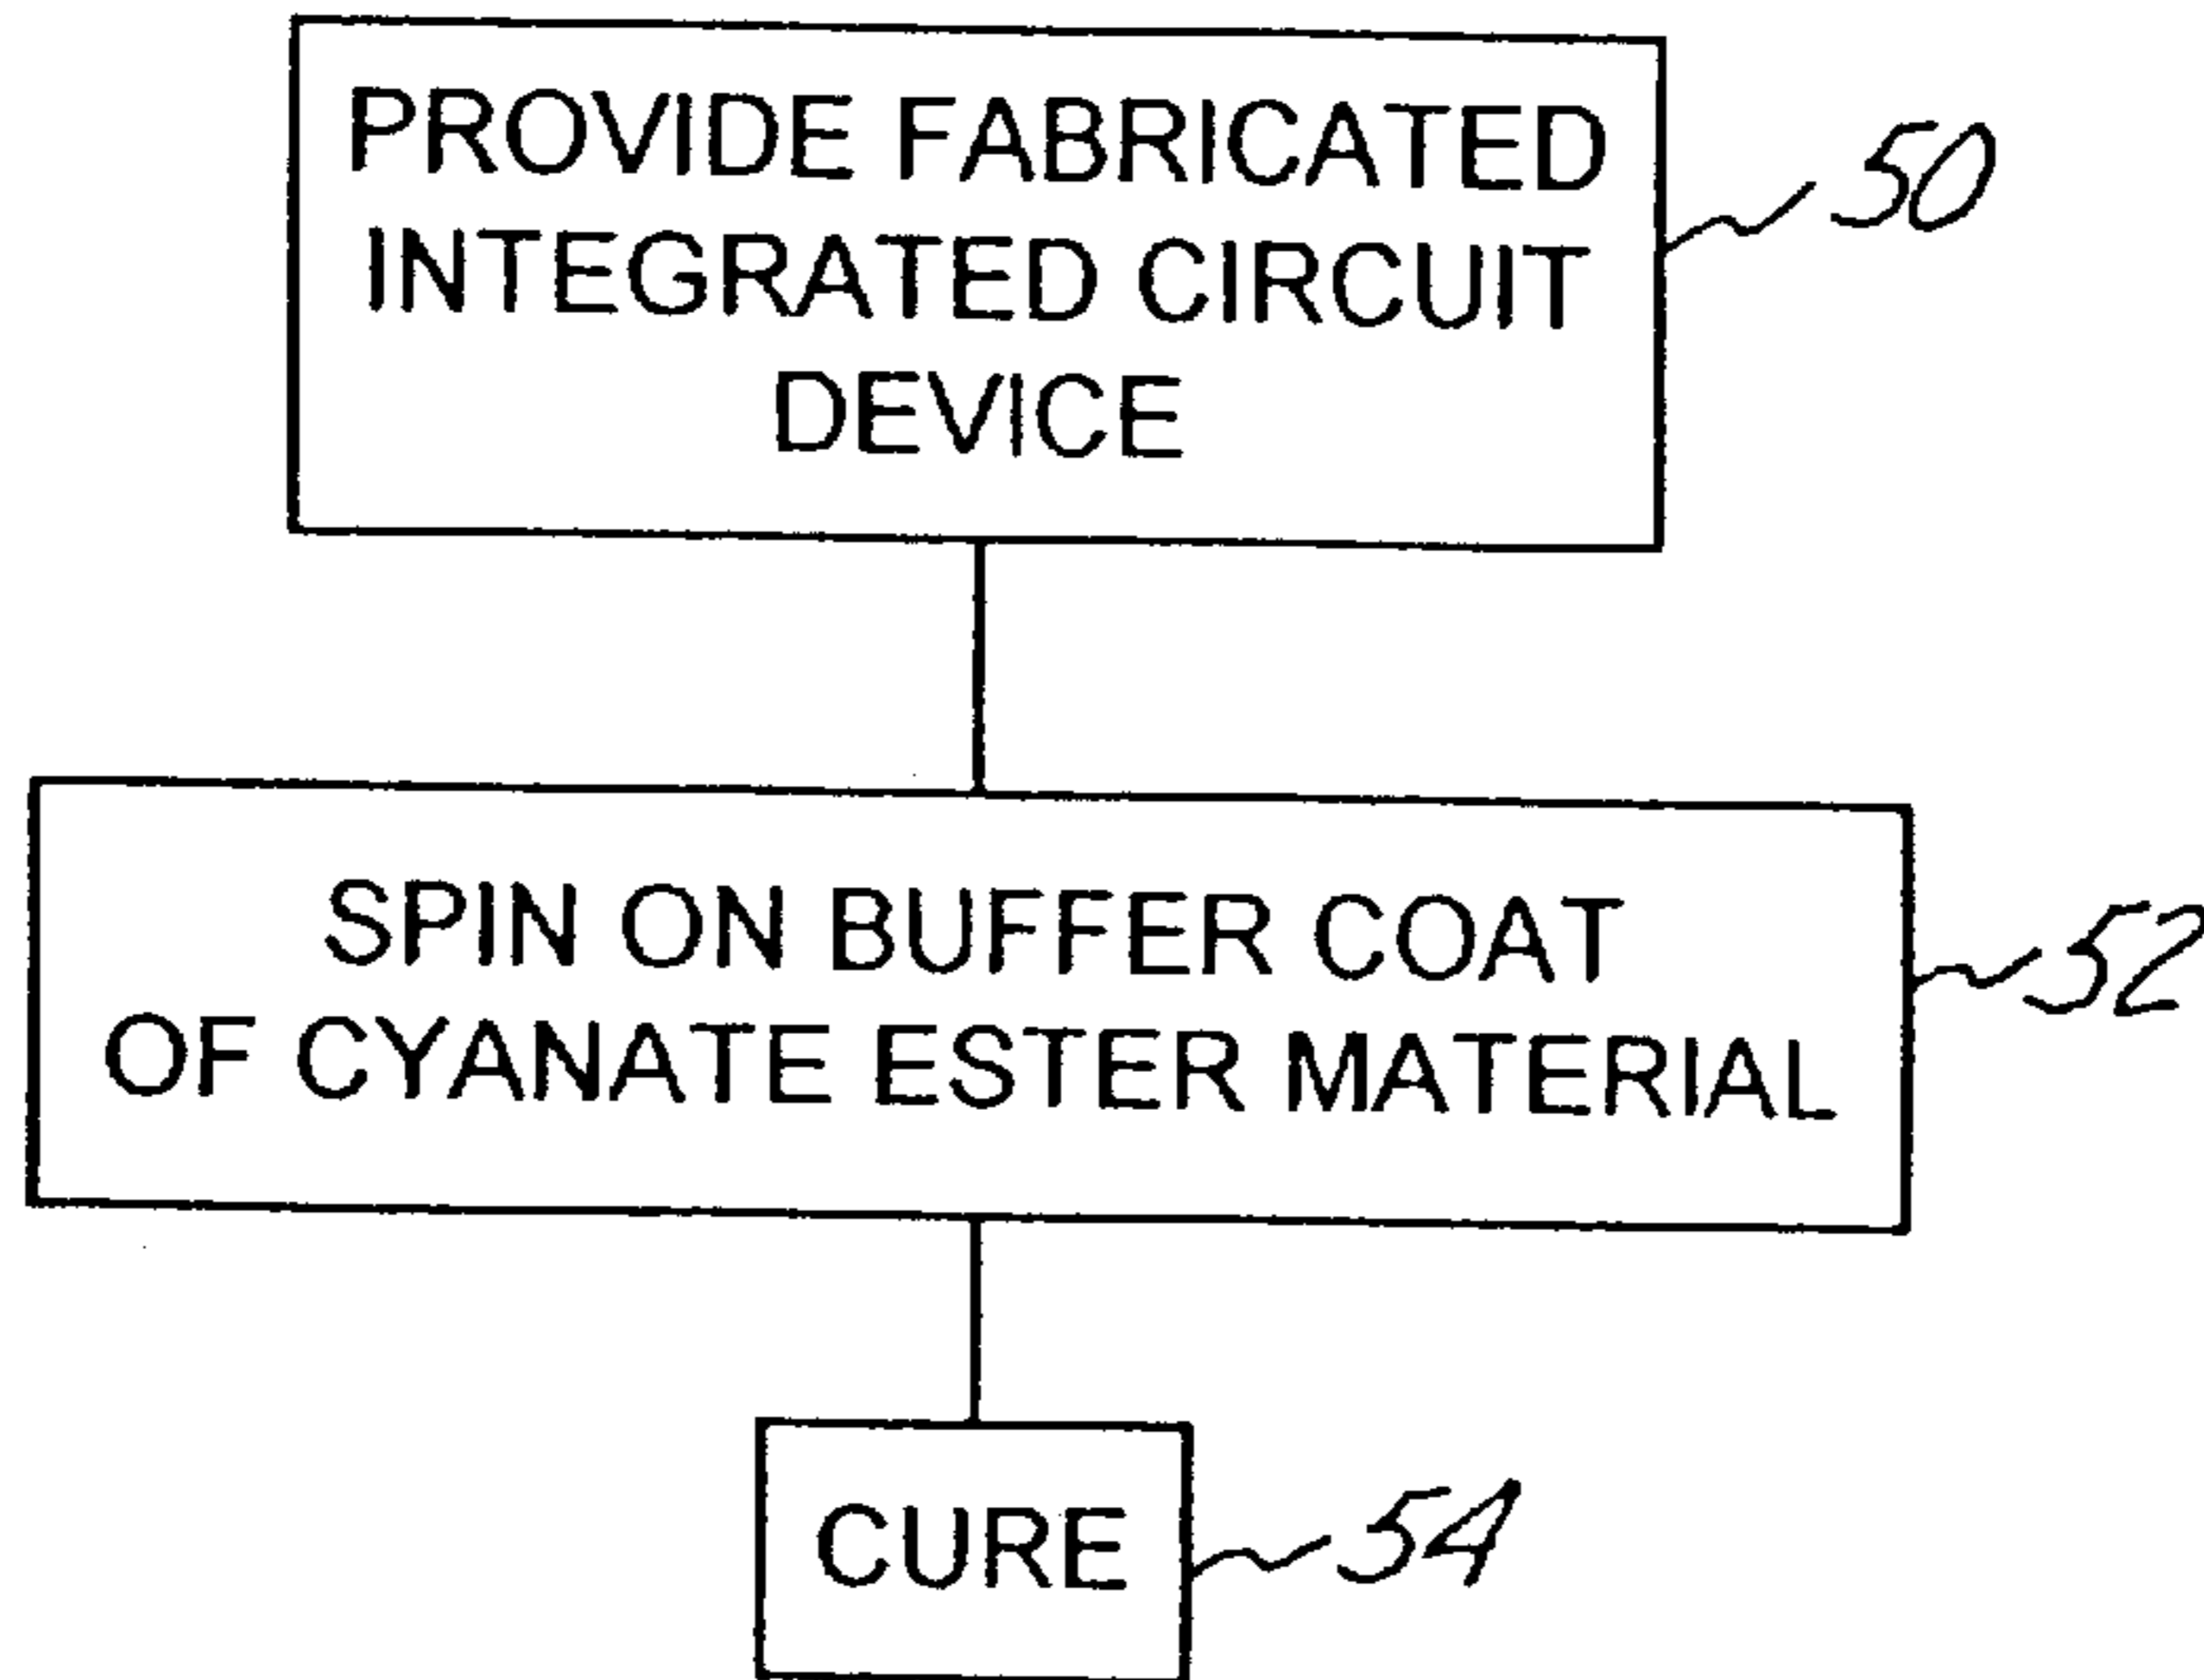 PROVIDE FABRICATED
INTEGRATED CIRCUIT
DEVICE
50
SPIN ON BUFFER COAT
OF CYANATE ESTER MATERIAL
52
CURE
54